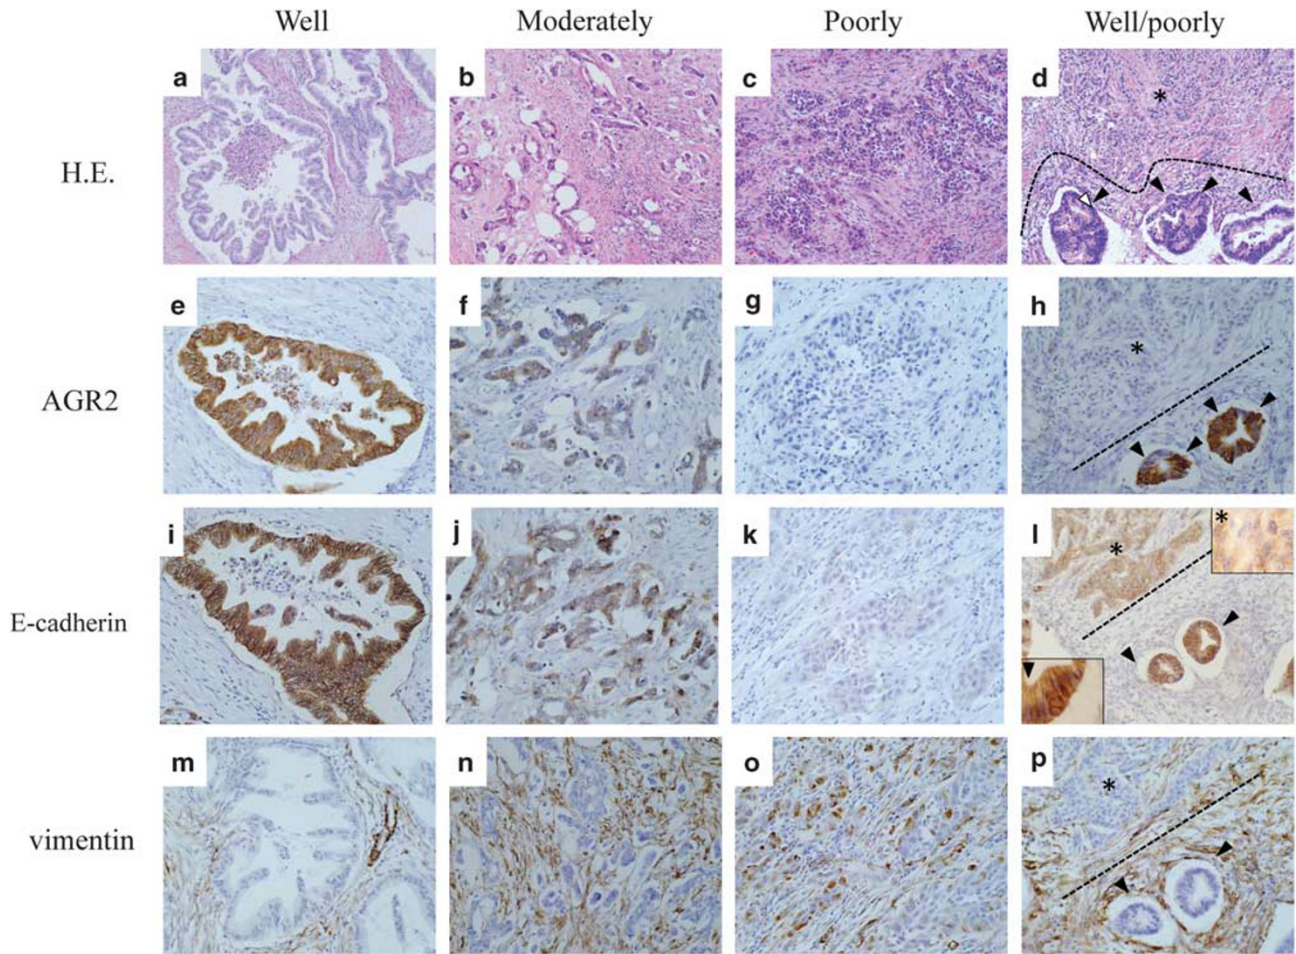 Well Moderately Poorly Well/poorly
H.E. a b c d *
AGR2 e f g h *
E-cadherin i j k l * *
vimentin m n o p *